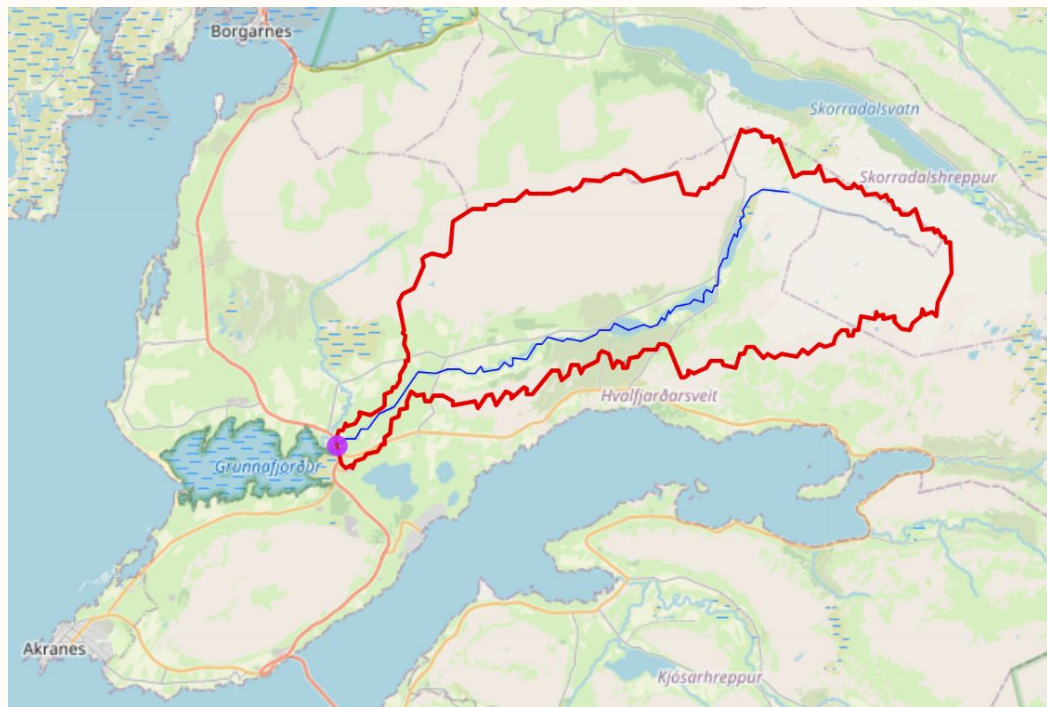 Borgarnes
Skorradalsvatn
Skorradalshreppur
Hvalfjarðarsveit
Grunnafjörður
Akranes
Kjósarhreppur